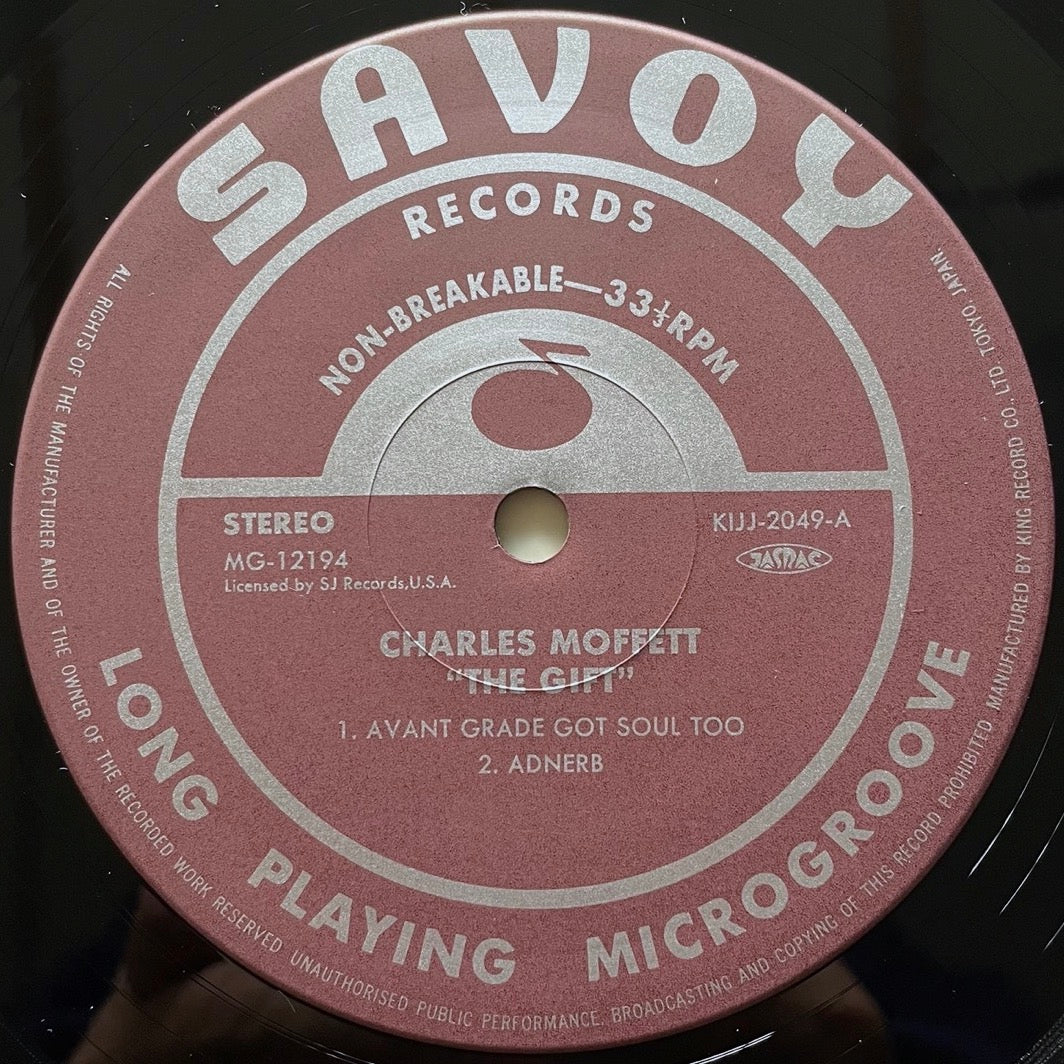 SAVOY
RECORDS
NON-BREAKABLE—33⅓RPM
STEREO
MG-12194
Licensed by SJ Records,U.S.A.
KIJJ-2049-A
JASRAC
CHARLES MOFFETT
“THE GIFT”
1. AVANT GRADE GOT SOUL TOO
2. ADNERB
LONG PLAYING MICROGROOVE
ALL RIGHTS OF THE MANUFACTURER AND OF THE OWNER OF THE RECORDED WORK RESERVED UNAUTHORISED PUBLIC PERFORMANCE, BROADCASTING AND COPYING OF THIS RECORD PROHIBITED MANUFACTURED BY KING RECORD CO., LTD. TOKYO. JAPAN.